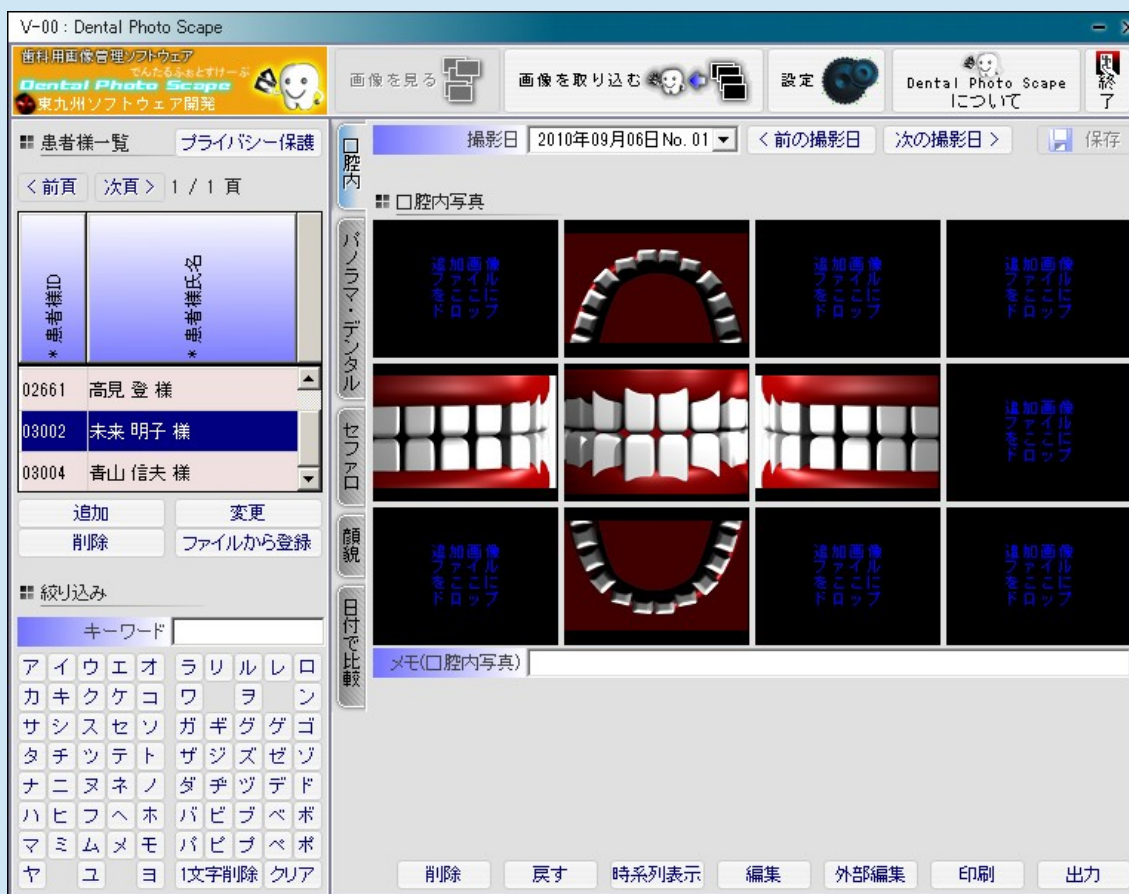 V-00 : Dental Photo Scape
歯科用画像管理ソフトウェア
でんたるふぉとすけーぷ
Dental Photo Scape
東九州ソフトウェア開発
画像を見る
画像を取り込む
設定
Dental Photo Scape
について
終了
患者様一覧
プライバシー保護
<前頁
次頁>
1 / 1 頁
* 患者様ID
* 患者様氏名
02661 高見 登 様
03002 未来 明子 様
03004 青山 信夫 様
追加
変更
削除
ファイルから登録
絞り込み
キーワード
ア イ ウ エ オ ラ リ ル レ ロ
カ キ ク ケ コ ワ ヲ ン
サ シ ス セ ソ ガ ギ グ ゲ ゴ
タ チ ツ テ ト ザ ジ ズ ゼ ゾ
ナ ニ ヌ ネ ノ ダ ヂ ヅ デ ド
ハ ヒ フ ヘ ホ バ ビ ブ ベ ボ
マ ミ ム メ モ パ ピ プ ペ ポ
ヤ ユ ヨ 1文字削除 クリア
口腔内
パノラマ・デンタル
セファロ
顔貌
日付で比較
撮影日
2010年09月06日No. 01
<前の撮影日
次の撮影日>
保存
口腔内写真
追加画像
ファイル
をここに
ドロップ
追加画像
ファイル
をここに
ドロップ
追加画像
ファイル
をここに
ドロップ
追加画像
ファイル
をここに
ドロップ
追加画像
ファイル
をここに
ドロップ
追加画像
ファイル
をここに
ドロップ
追加画像
ファイル
をここに
ドロップ
メモ(口腔内写真)
削除
戻す
時系列表示
編集
外部編集
印刷
出力